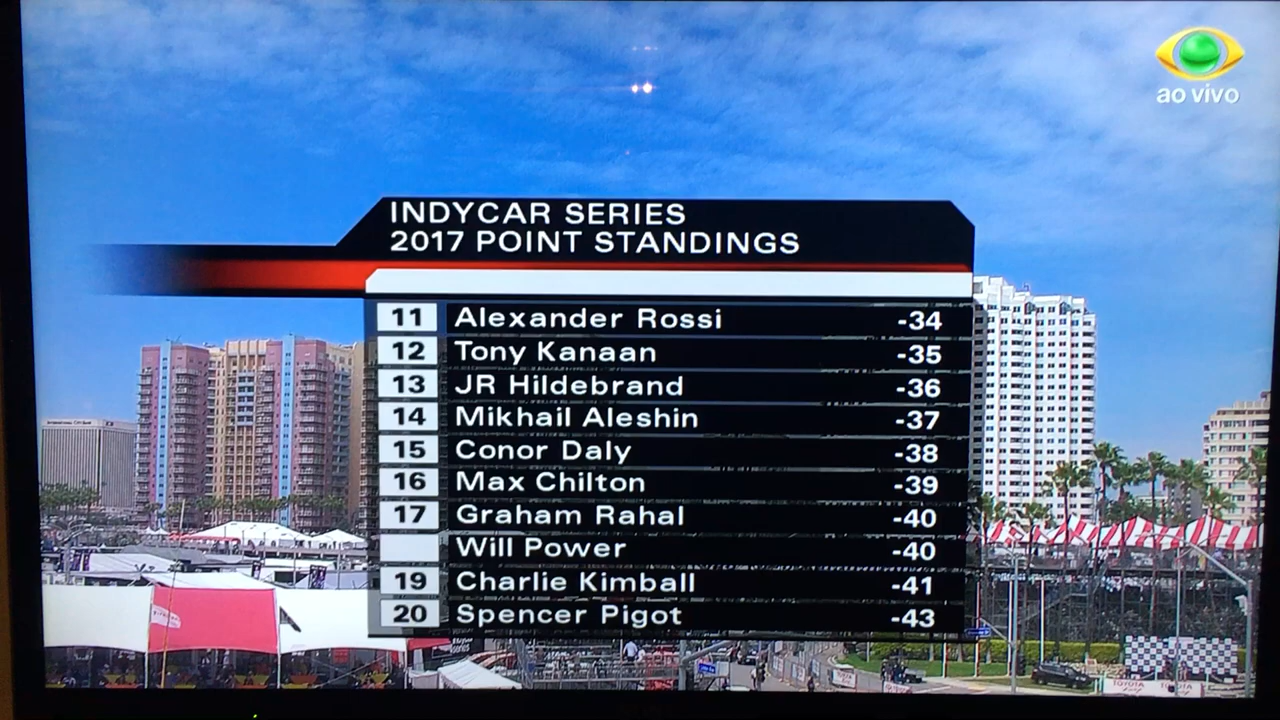 ao vivo
INDYCAR SERIES
2017 POINT STANDINGS
11 Alexander Rossi -34
12 Tony Kanaan -35
13 JR Hildebrand -36
14 Mikhail Aleshin -37
15 Conor Daly -38
16 Max Chilton -39
17 Graham Rahal -40
Will Power -40
19 Charlie Kimball -41
20 Spencer Pigot -43
TOYOTA
TOYOTA